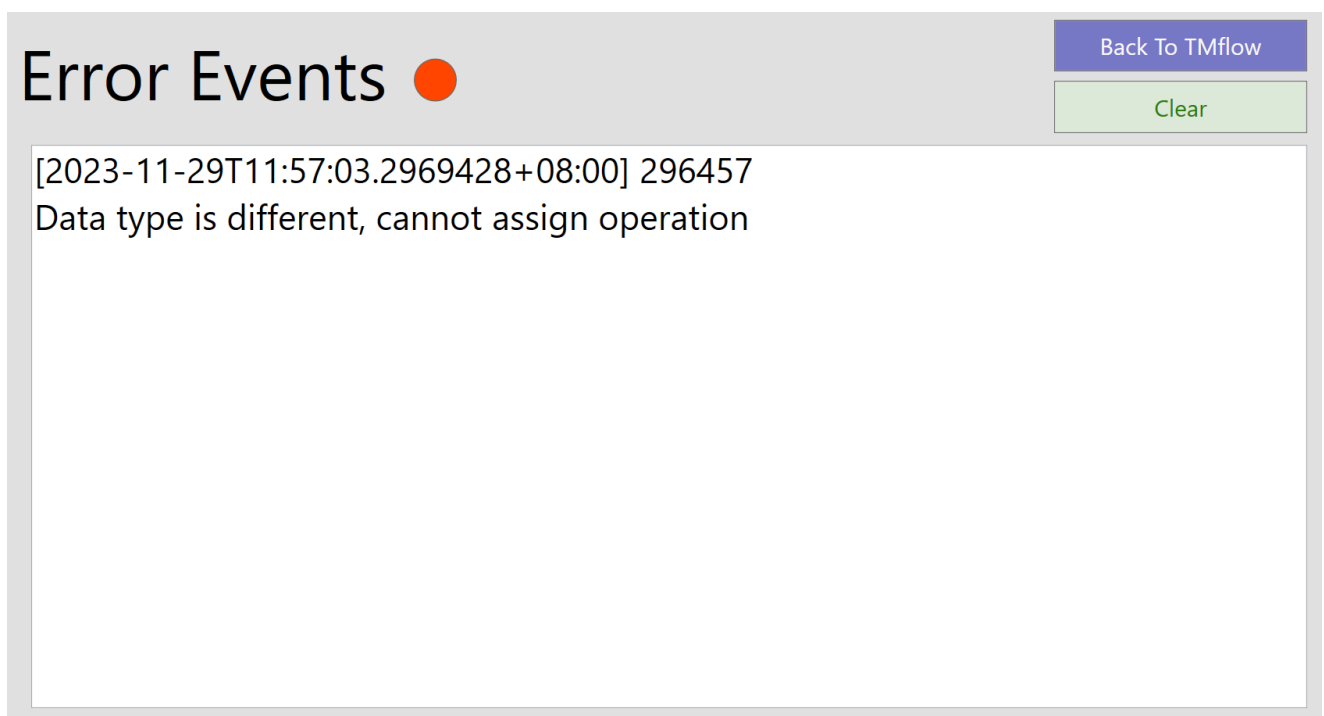 Error Events
Back To TMflow
Clear
[2023-11-29T11:57:03.2969428+08:00] 296457
Data type is different, cannot assign operation